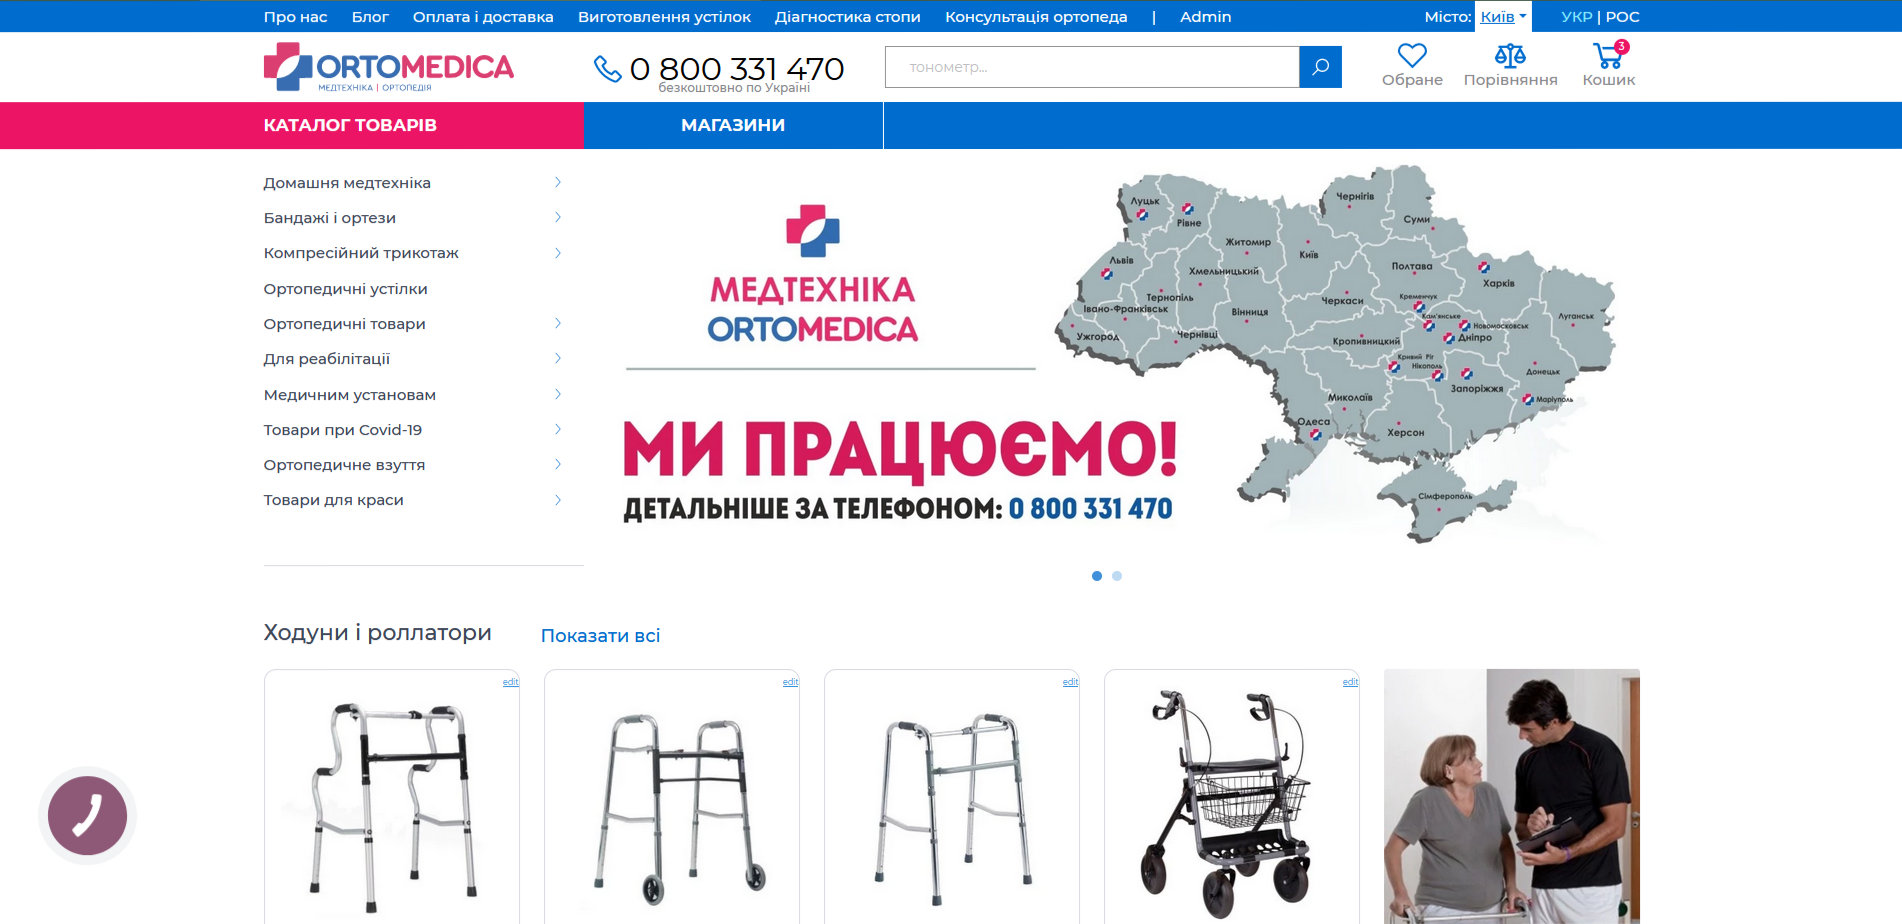 Про нас Блог Оплата і доставка Виготовлення устілок Діагностика стопи Консультація ортопеда | Admin Місто: Київ УКР | РОС
ORTOMEDICA
МЕДТЕХНІКА | ОРТОПЕДІЯ
0 800 331 470
безкоштовно по Україні
тонометр...
Обране
Порівняння
3
Кошик
КАТАЛОГ ТОВАРІВ
МАГАЗИНИ
Домашня медтехніка
Бандажі і ортези
Компресійний трикотаж
Ортопедичні устілки
Ортопедичні товари
Для реабілітації
Медичним установам
Товари при Covid-19
Ортопедичне взуття
Товари для краси
МЕДТЕХНІКА
ORTOMEDICA
МИ ПРАЦЮЄМО!
ДЕТАЛЬНІШЕ ЗА ТЕЛЕФОНОМ: 0 800 331 470
Луцьк
Рівне
Чернігів
Суми
Житомир
Київ
Львів
Хмельницький
Полтава
Харків
Тернопіль
Черкаси
Кременчук
Івано-Франківськ
Вінниця
Кам'янське
Луганськ
Новомосковськ
Ужгород
Чернівці
Кропивницький
Дніпро
Кривий Ріг
Нікополь
Донецьк
Запоріжжя
Миколаїв
Маріуполь
Одеса
Херсон
Сімферополь
Ходуни і роллатори
Показати всі
edit
edit
edit
edit